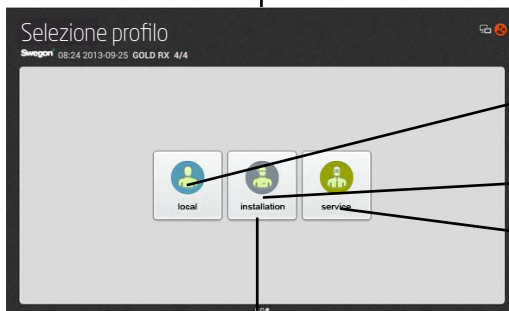 Selezione profilo
Swegon 08:24 2013-09-25 GOLD RX 4/4
local installation service